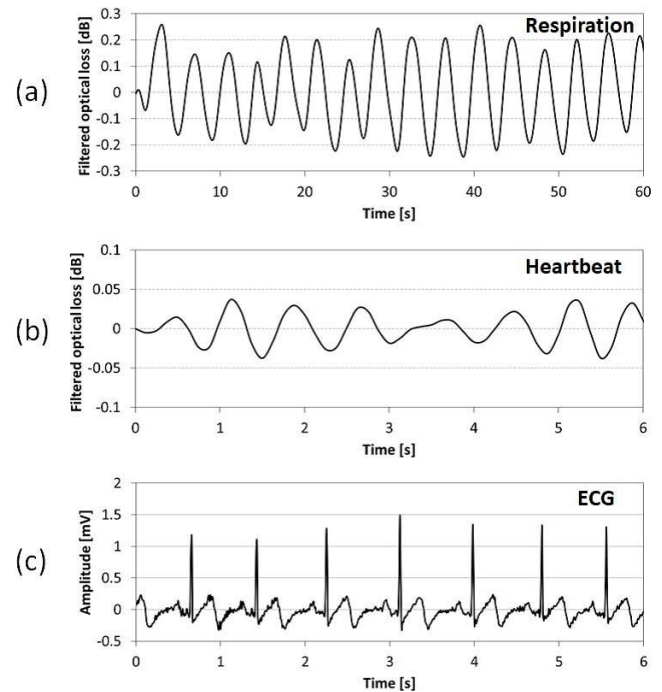 (a)
Respiration
Filtered optical loss [dB]
0.3
0.2
0.1
0
-0.1
-0.2
-0.3
0 10 20 30 40 50 60
Time [s]
(b)
Heartbeat
Filtered optical loss [dB]
0.1
0.05
0
-0.05
-0.1
0 1 2 3 4 5 6
Time [s]
(c)
ECG
Amplitude [mV]
2
1.5
1
0.5
0
-0.5
0 1 2 3 4 5 6
Time [s]